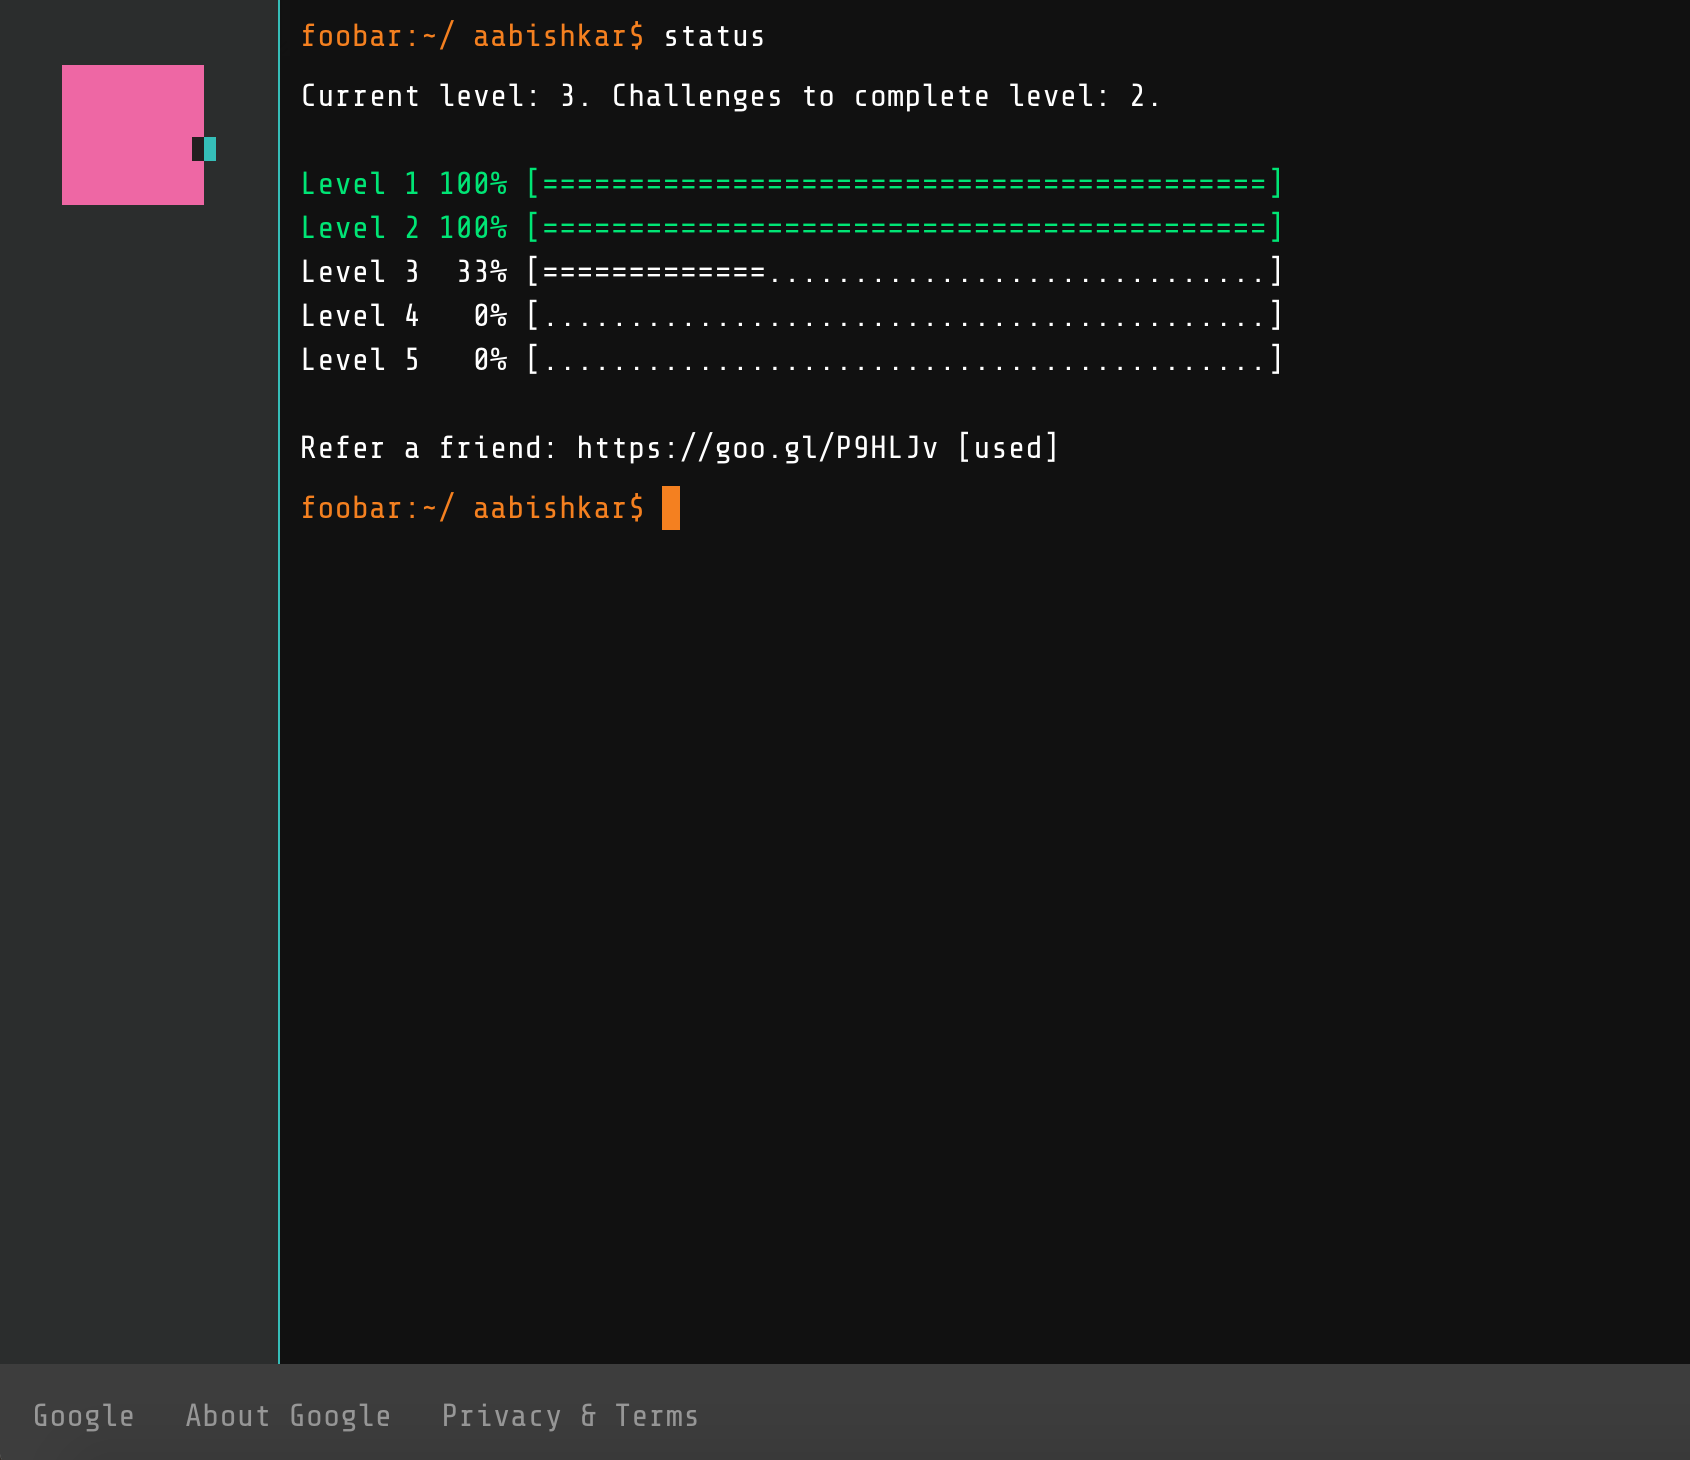 foobar:~/ aabishkar$ status
Current level: 3. Challenges to complete level: 2.
Level 1 100% [==========================================]
Level 2 100% [==========================================]
Level 3  33% [=============.............................]
Level 4   0% [..........................................]
Level 5   0% [..........................................]
Refer a friend: https://goo.gl/P9HLJv [used]
foobar:~/ aabishkar$
Google   About Google   Privacy & Terms